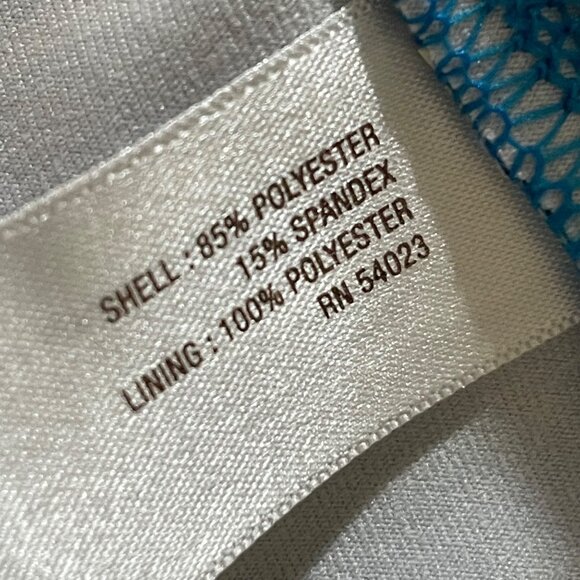 SHELL : 85% POLYESTER
15% SPANDEX
LINING : 100% POLYESTER
RN 54023